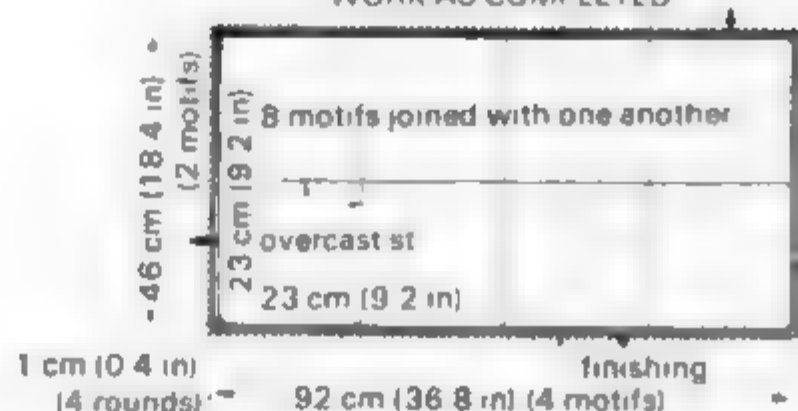 WORK AS COMPLETED
46 cm (18 4 in)
(2 motifs)
23 cm (9 2 in)
8 motifs joined with one another
overcast st
23 cm (9 2 in)
1 cm (0 4 in)
(4 rounds)
finishing
92 cm (36 8 in) (4 motifs)